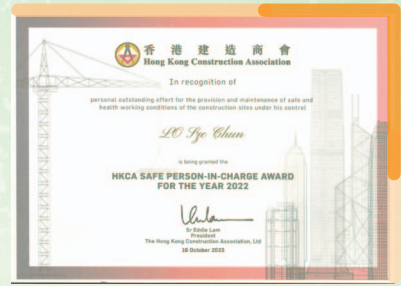 香港建造商會
Hong Kong Construction Association
In recognition of
personal outstanding effort for the provision and maintenance of safe and
health working conditions of the construction sites under his control
LO Sze Chun
is being granted the
HKCA SAFE PERSON-IN-CHARGE AWARD
FOR THE YEAR 2022
Sr Eddie Lam
President
The Hong Kong Construction Association, Ltd
18 October 2023